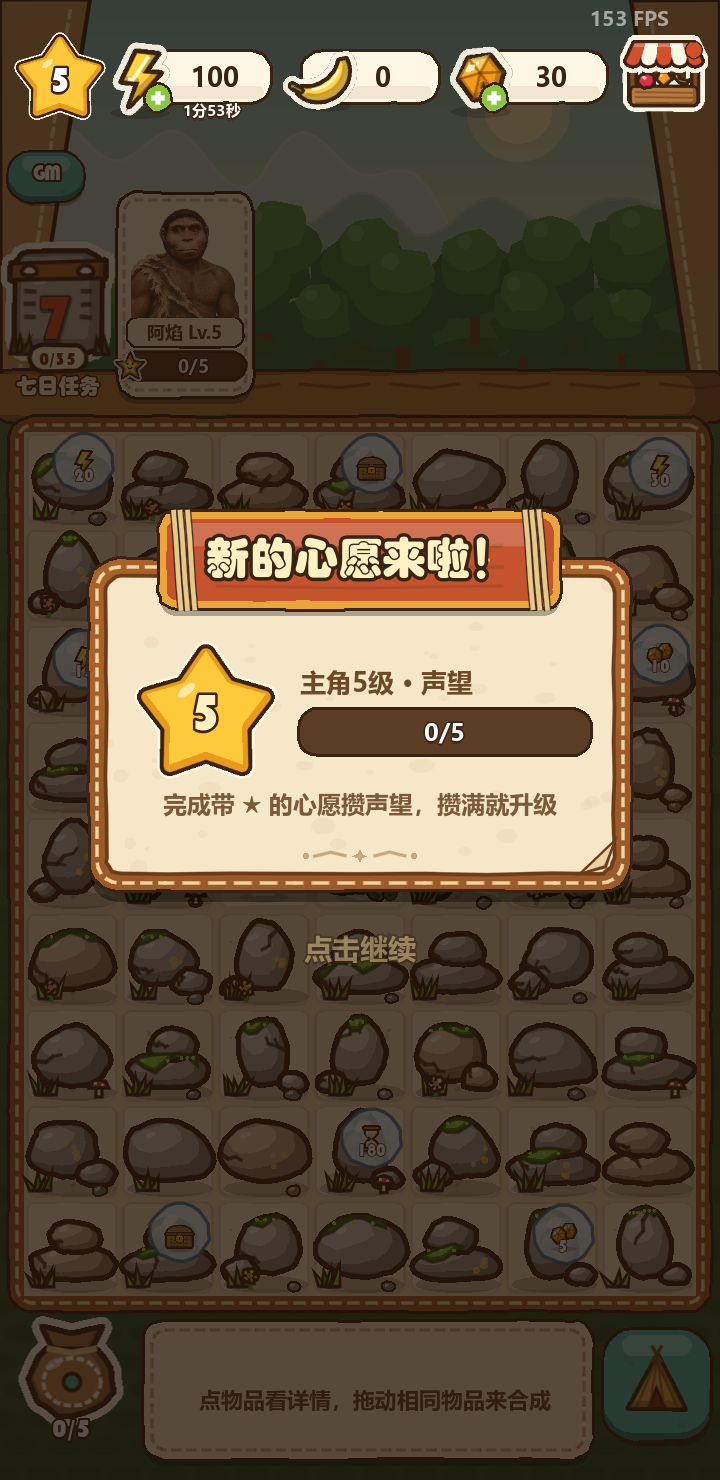 153 FPS
5
100
0
30
1分53秒
GM
7
0/35
七日任务
阿焰 Lv.5
0/5
20
30
新的心愿来啦!
10
5
主角5级·声望
0/5
完成带 ★ 的心愿攒声望，攒满就升级
点击继续
180
5
0/5
点物品看详情，拖动相同物品来合成